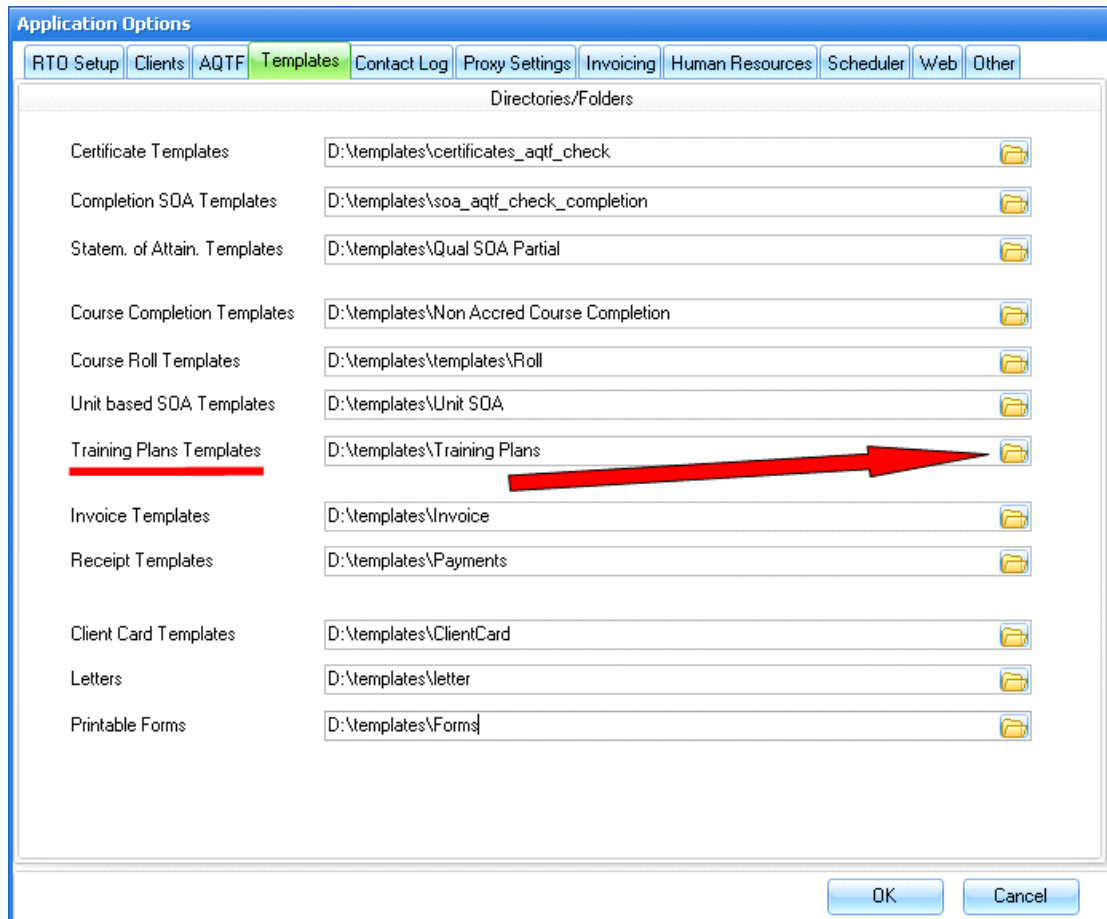 Application Options
RTO Setup Clients AQTF Templates Contact Log Proxy Settings Invoicing Human Resources Scheduler Web Other
Directories/Folders
Certificate Templates D:\templates\certificates_aqtf_check
Completion SOA Templates D:\templates\soa_aqtf_check_completion
Statem. of Attain. Templates D:\templates\Qual SOA Partial
Course Completion Templates D:\templates\Non Accred Course Completion
Course Roll Templates D:\templates\templates\Roll
Unit based SOA Templates D:\templates\Unit SOA
Training Plans Templates D:\templates\Training Plans
Invoice Templates D:\templates\Invoice
Receipt Templates D:\templates\Payments
Client Card Templates D:\templates\ClientCard
Letters D:\templates\letter
Printable Forms D:\templates\Forms
OK Cancel